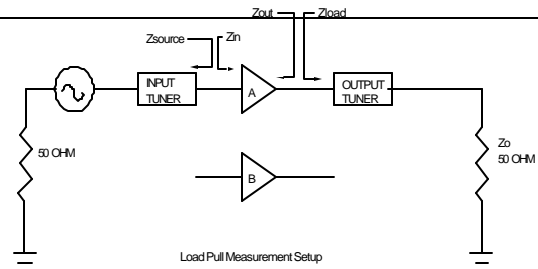 Zout Zload
Zsource Zin
INPUT
TUNER
A
OUTPUT
TUNER
50 OHM
Zo
50 OHM
B
Load Pull Measurement Setup